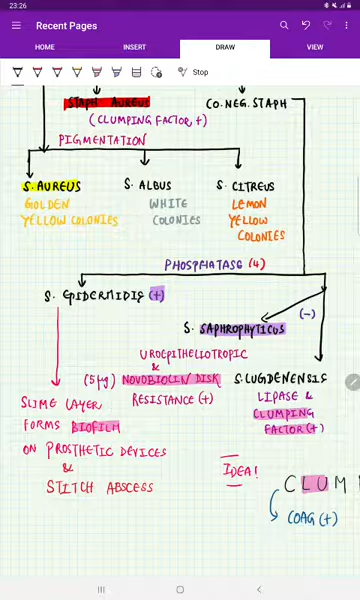 23:26
Recent Pages
HOME INSERT DRAW VIEW
Stop
STAPH AUREUS
CO.NEG.STAPH
(CLUMPING FACTOR +)
PIGMENTATION
S. AUREUS
GOLDEN
YELLOW COLONIES
S. ALBUS
WHITE
COLONIES
S. CITREUS
LEMON
YELLOW
COLONIES
PHOSPHATASE (4)
S. EPIDERMIDIS (+)
(-)
S. SAPHROPHYTICUS
UROEPITHELIOTROPIC
&
(5µg) NOVOBIOCIN DISK
RESISTANCE (+)
S. LUGDENENSIS
LIPASE &
CLUMPING
FACTOR (+)
SLIME LAYER
FORMS BIOFILM
ON PROSTHETIC DEVICES
&
STITCH ABSCESS
IDEA!
CLUM
COAG (+)